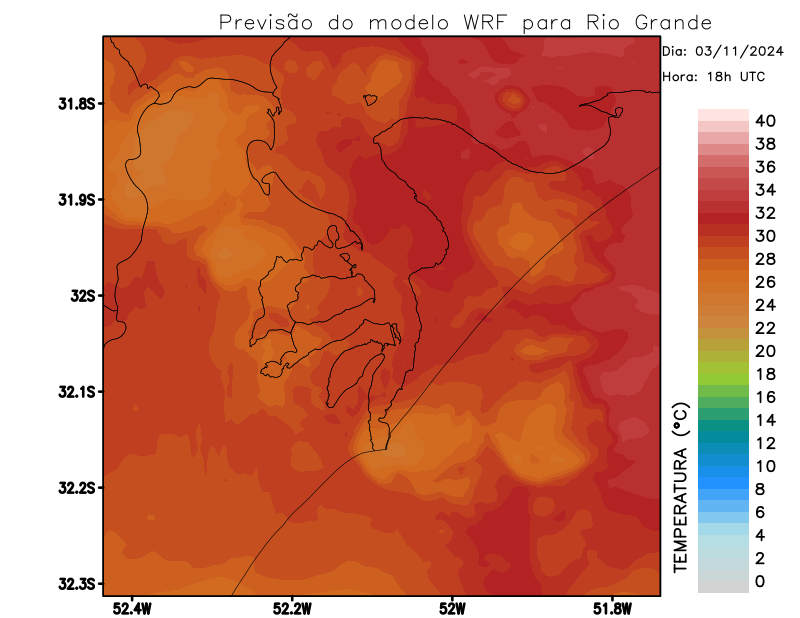 Previsão do modelo WRF para Rio Grande
Dia: 03/11/2024
Hora: 18h UTC
31.8S
31.9S
32S
32.1S
32.2S
32.3S
52.4W
52.2W
52W
51.8W
TEMPERATURA (°C)
40
38
36
34
32
30
28
26
24
22
20
18
16
14
12
10
8
6
4
2
0